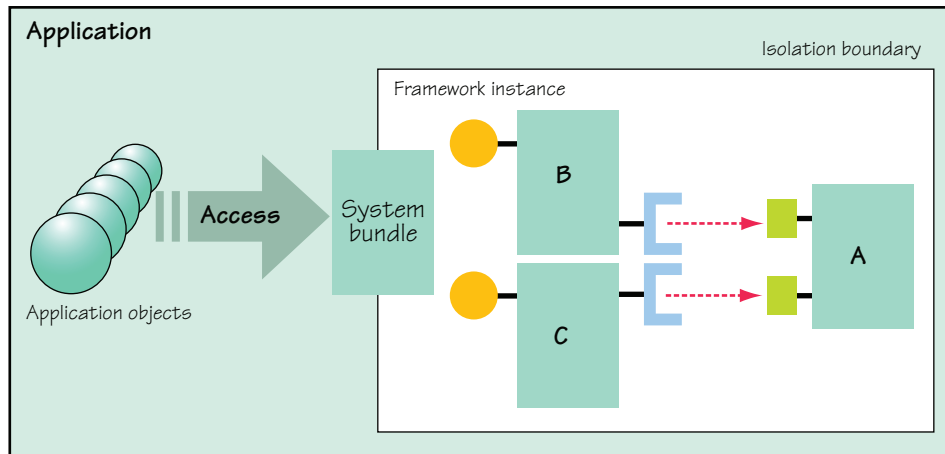 Application
Isolation boundary
Framework instance
B
Access
System
bundle
A
Application objects
C